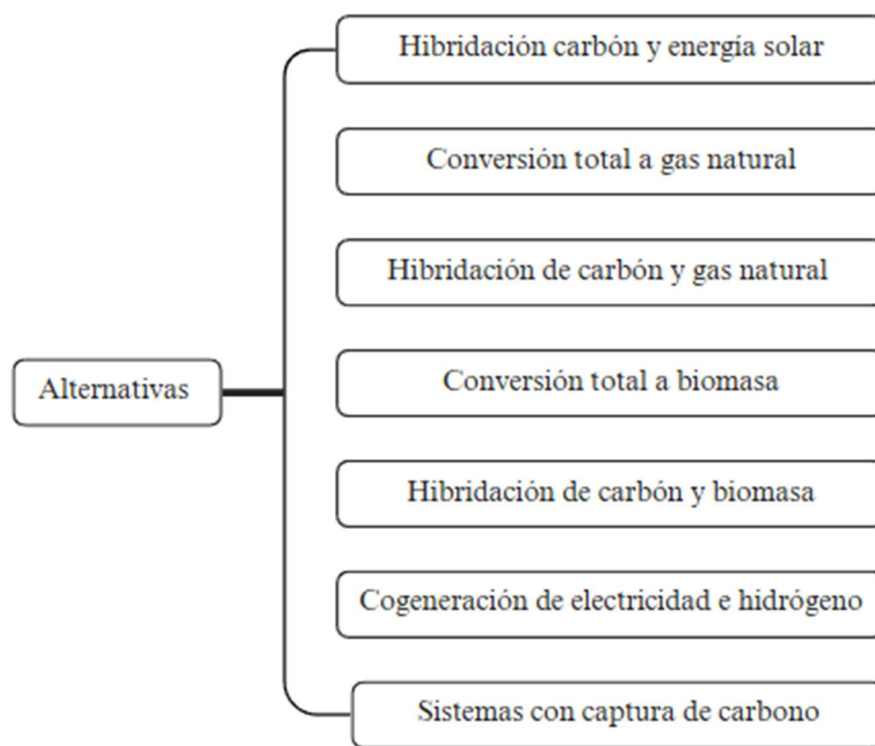 Hibridación carbón y energía solar
Conversión total a gas natural
Hibridación de carbón y gas natural
Alternativas
Conversión total a biomasa
Hibridación de carbón y biomasa
Cogeneración de electricidad e hidrógeno
Sistemas con captura de carbono